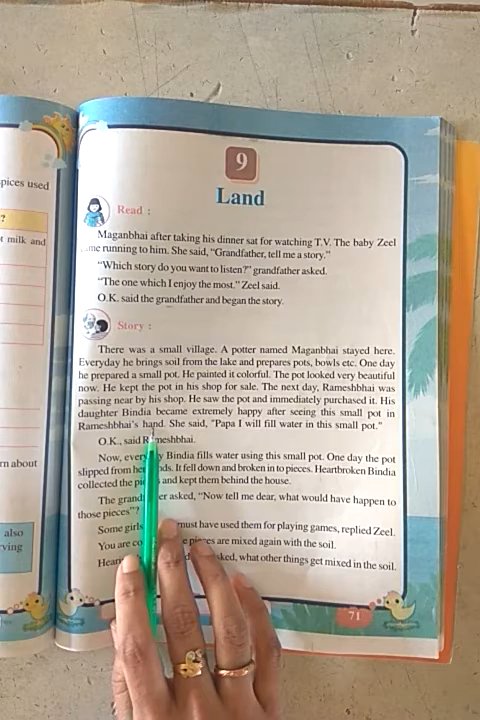 pices used
?
t milk and
rn about
also
ving
9
Land
Read :
Maganbhai after taking his dinner sat for watching T.V. The baby Zeel
running to him. She said, "Grandfather, tell me a story."
"Which story do you want to listen?" grandfather asked.
"The one which I enjoy the most." Zeel said.
O.K. said the grandfather and began the story.
Story :
There was a small village. A potter named Maganbhai stayed here.
Everyday he brings soil from the lake and prepares pots, bowls etc. One day
he prepared a small pot. He painted it colorful. The pot looked very beautiful
now. He kept the pot in his shop for sale. The next day, Rameshbhai was
passing near by his shop. He saw the pot and immediately purchased it. His
daughter Bindia became extremely happy after seeing this small pot in
Rameshbhai's hand. She said, "Papa I will fill water in this small pot."
O.K., said Rameshbhai.
Now, every Bindia fills water using this small pot. One day the pot
slipped from her It fell down and broken in to pieces. Heartbroken Bindia
collected the and kept them behind the house.
The asked, "Now tell me dear, what would have happen to
those pieces"?
Some girls must have used them for playing games, replied Zeel.
You are pieces are mixed again with the soil.
asked, what other things get mixed in the soil.
71